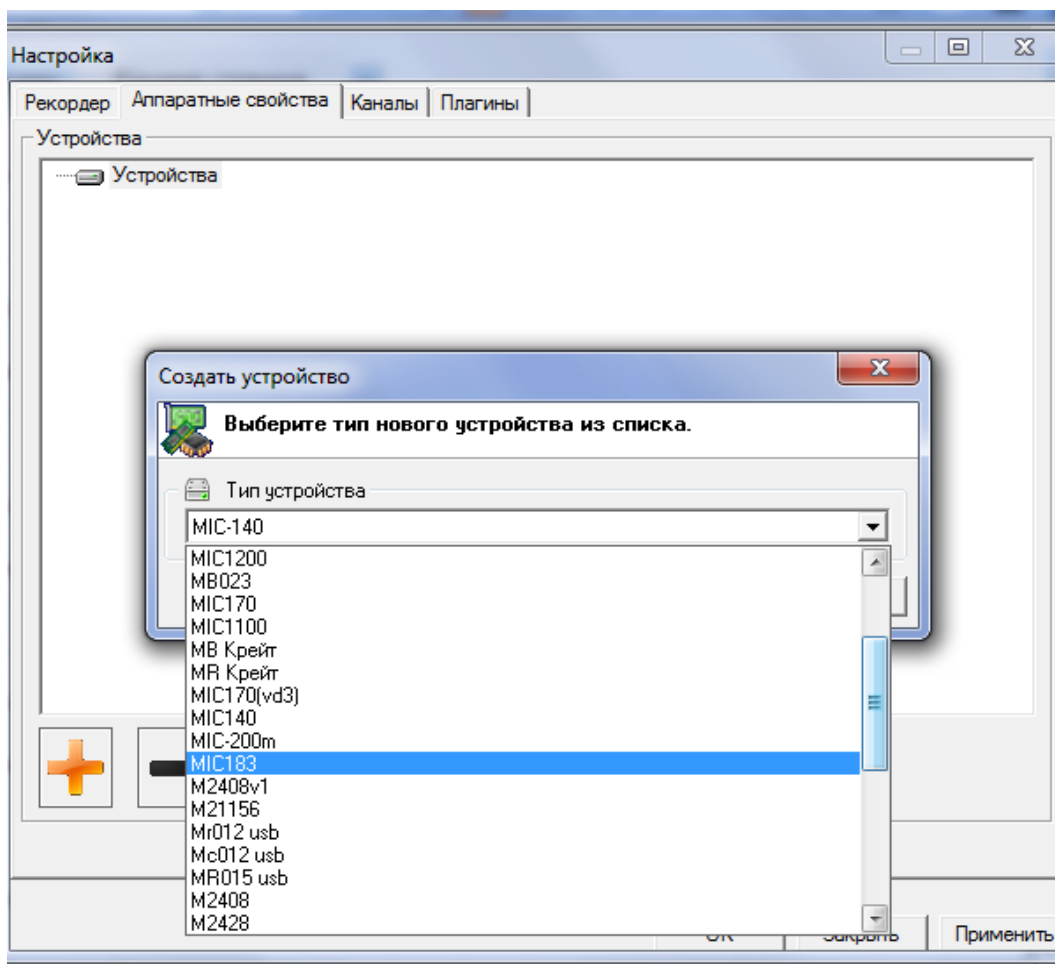 Настройка
Рекордер Аппаратные свойства Каналы Плагины
Устройства
Устройства
Создать устройство
Выберите тип нового устройства из списка.
Тип устройства
MIC-140
MIC1200
MB023
MIC170
MIC1100
MB Крейт
MR Крейт
MIC170(vd3)
MIC140
MIC-200m
MIC183
M2408v1
M21156
Mr012 usb
Mc012 usb
MR015 usb
M2408
M2428
OK Закрыть Применить